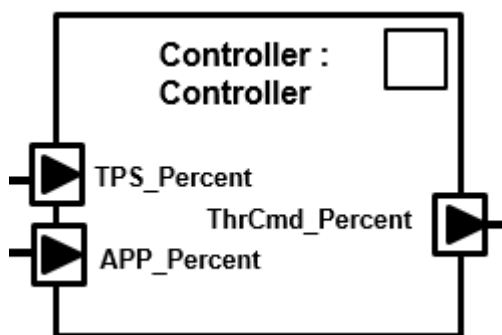 Controller :
Controller
TPS_Percent
ThrCmd_Percent
APP_Percent